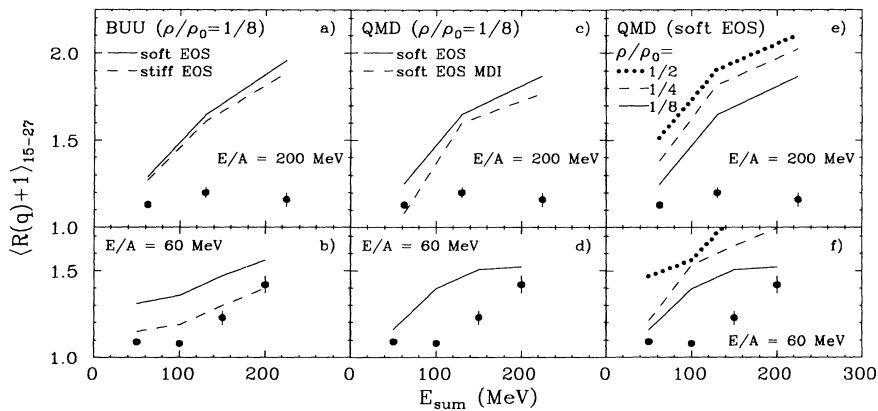 BUU (ρ/ρ₀=1/8) a)
soft EOS
stiff EOS
E/A = 200 MeV
QMD (ρ/ρ₀=1/8) c)
soft EOS
soft EOS MDI
E/A = 200 MeV
QMD (soft EOS) e)
ρ/ρ₀=
1/2
1/4
1/8
E/A = 200 MeV
2.0
1.5
1.0
⟨R(q)+1⟩₁₅₋₂₇
E/A = 60 MeV b)
E/A = 60 MeV d)
f)
E/A = 60 MeV
1.5
1.0
0 100 200 0 100 200 0 100 200 300
E_sum (MeV)